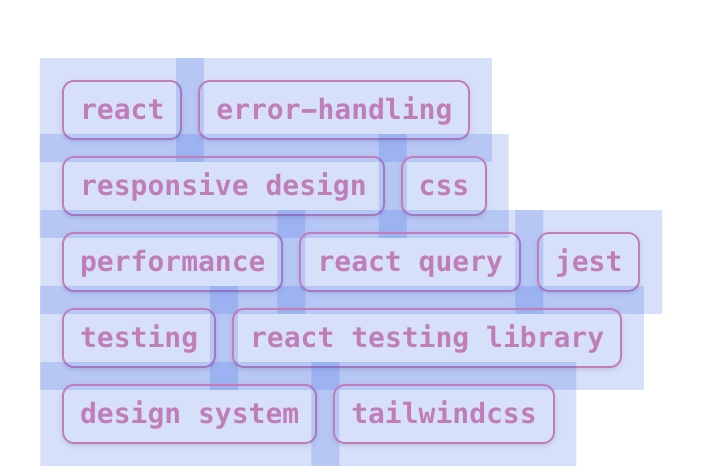 react error-handling
responsive design css
performance react query jest
testing react testing library
design system tailwindcss